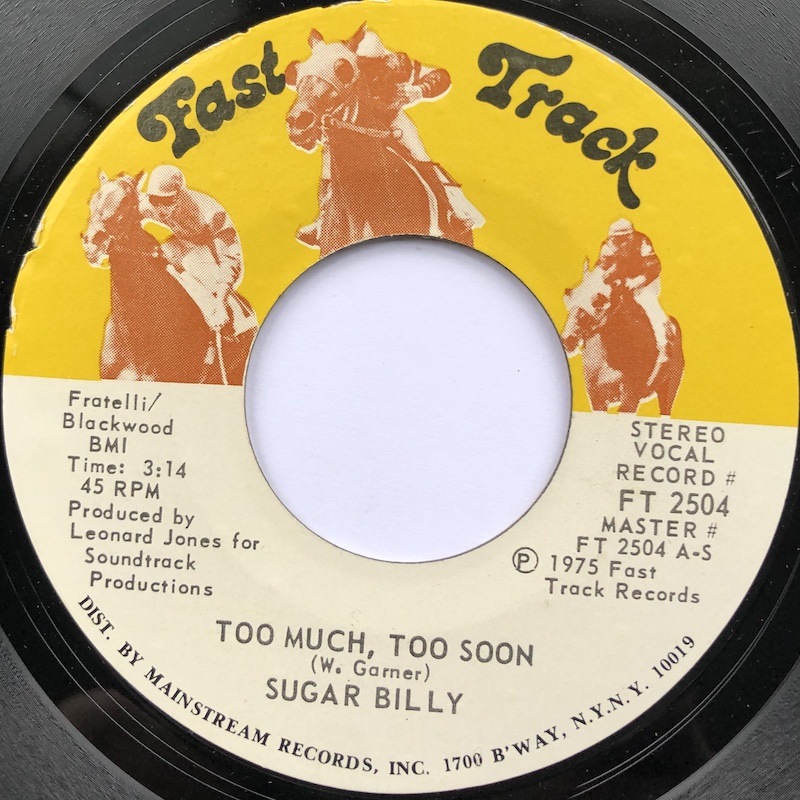 Fast Track
Fratelli/
Blackwood
BMI
Time: 3:14
45 RPM
Produced by
Leonard Jones for
Soundtrack
Productions
STEREO
VOCAL
RECORD #
FT 2504
MASTER #
FT 2504 A-S
Ⓟ 1975 Fast
Track Records
TOO MUCH, TOO SOON
(W. Garner)
SUGAR BILLY
DIST. BY MAINSTREAM RECORDS, INC. 1700 B'WAY, N.Y.N.Y. 10019